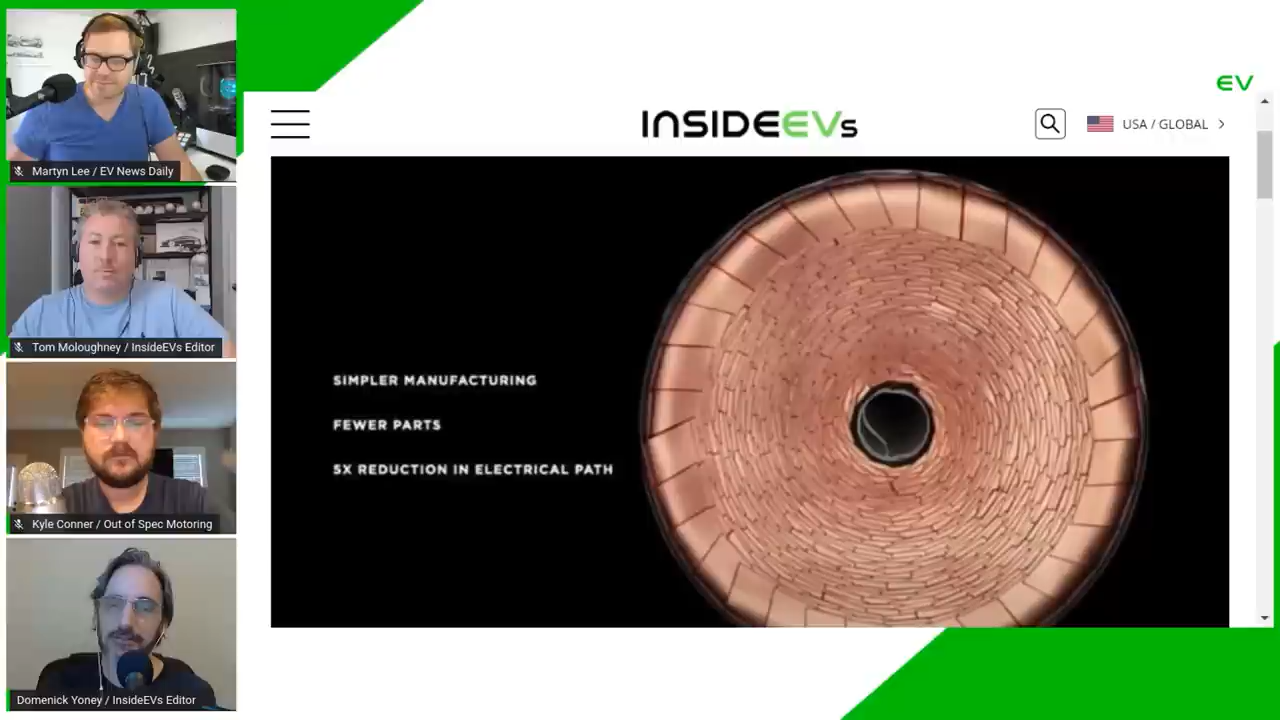 Martyn Lee / EV News Daily
Tom Moloughney / InsideEVs Editor
Kyle Conner / Out of Spec Motoring
Domenick Yoney / InsideEVs Editor
EV
INSIDEEVs
USA / GLOBAL
SIMPLER MANUFACTURING
FEWER PARTS
5X REDUCTION IN ELECTRICAL PATH